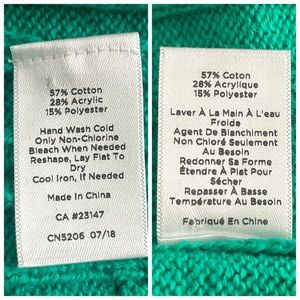 57% Cotton
28% Acrylic
15% Polyester
Hand Wash Cold
Only Non-Chlorine
Bleach When Needed
Reshape, Lay Flat To
Dry
Cool Iron, If Needed
Made In China
CA #23147
CN5206 07/18
57% Coton
28% Acrylique
15% Polyester
Laver À La Main À L'eau
Froide
Agent De Blanchiment
Non Chloré Seulement
Au Besoin
Redonner Sa Forme
Étendre À Plat Pour
Sécher
Repasser À Basse
Température Au Besoin
Fabriqué En Chine